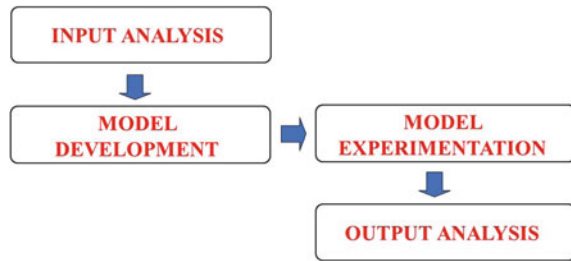 INPUT ANALYSIS
MODEL
DEVELOPMENT
MODEL
EXPERIMENTATION
OUTPUT ANALYSIS